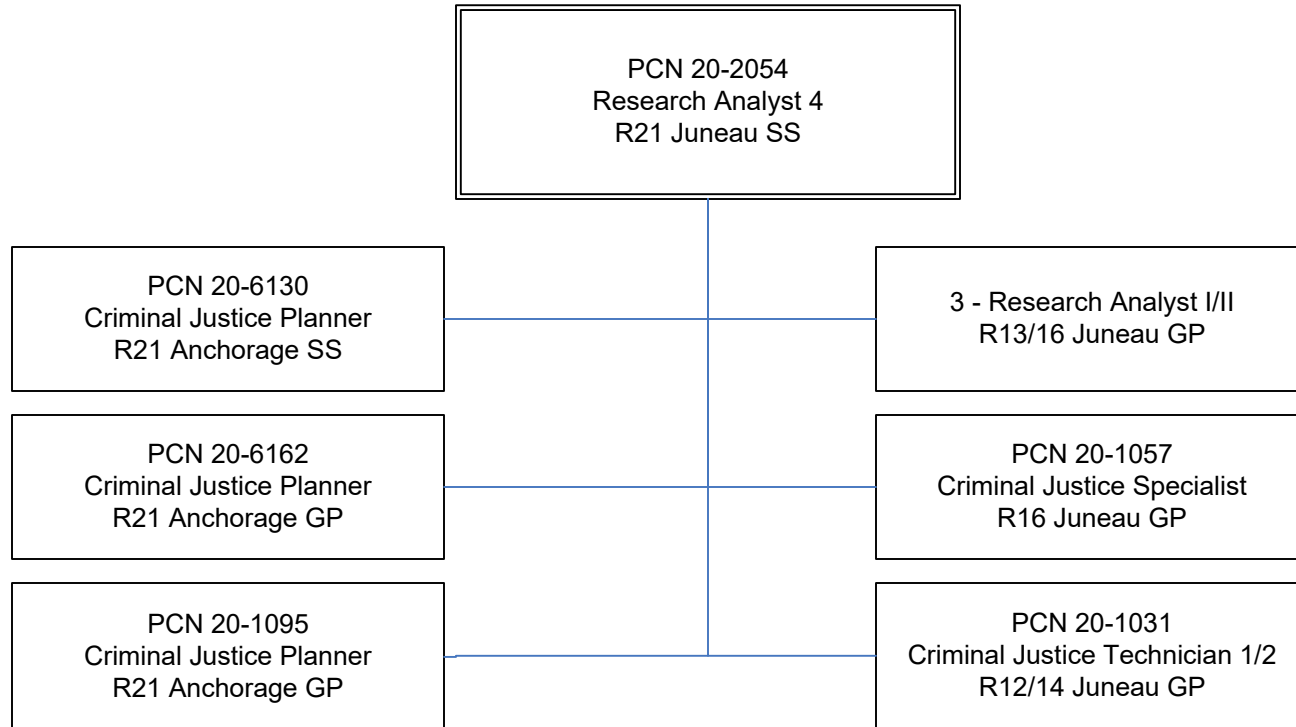 PCN 20-2054
Research Analyst 4
R21 Juneau SS
PCN 20-6130
Criminal Justice Planner
R21 Anchorage SS
3 - Research Analyst I/II
R13/16 Juneau GP
PCN 20-6162
Criminal Justice Planner
R21 Anchorage GP
PCN 20-1057
Criminal Justice Specialist
R16 Juneau GP
PCN 20-1095
Criminal Justice Planner
R21 Anchorage GP
PCN 20-1031
Criminal Justice Technician 1/2
R12/14 Juneau GP